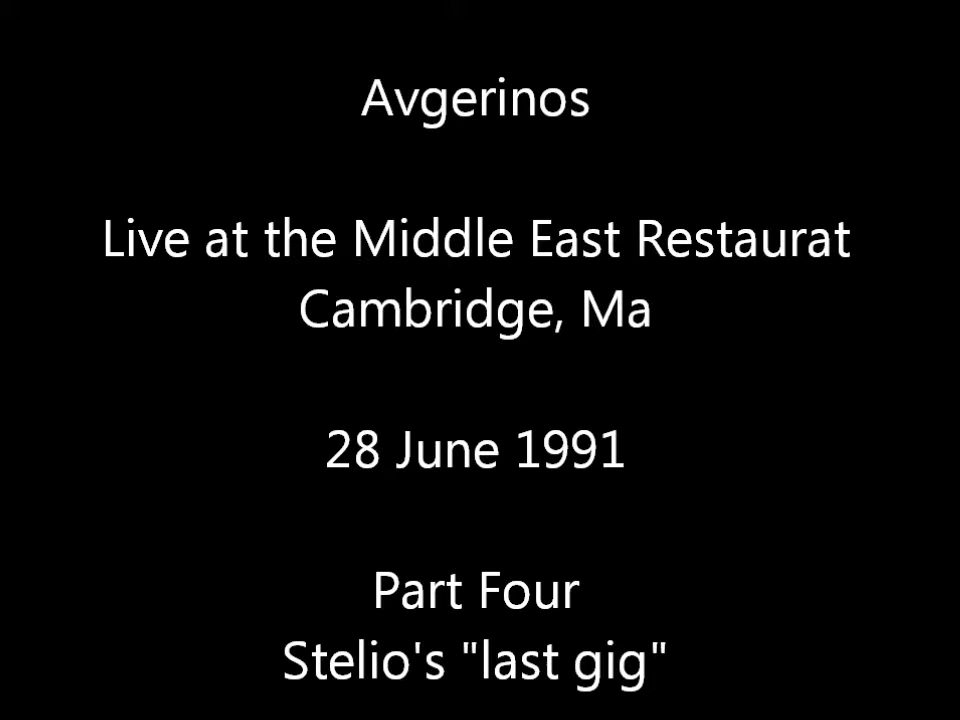 Avgerinos
Live at the Middle East Restaurat
Cambridge, Ma
28 June 1991
Part Four
Stelio's "last gig"